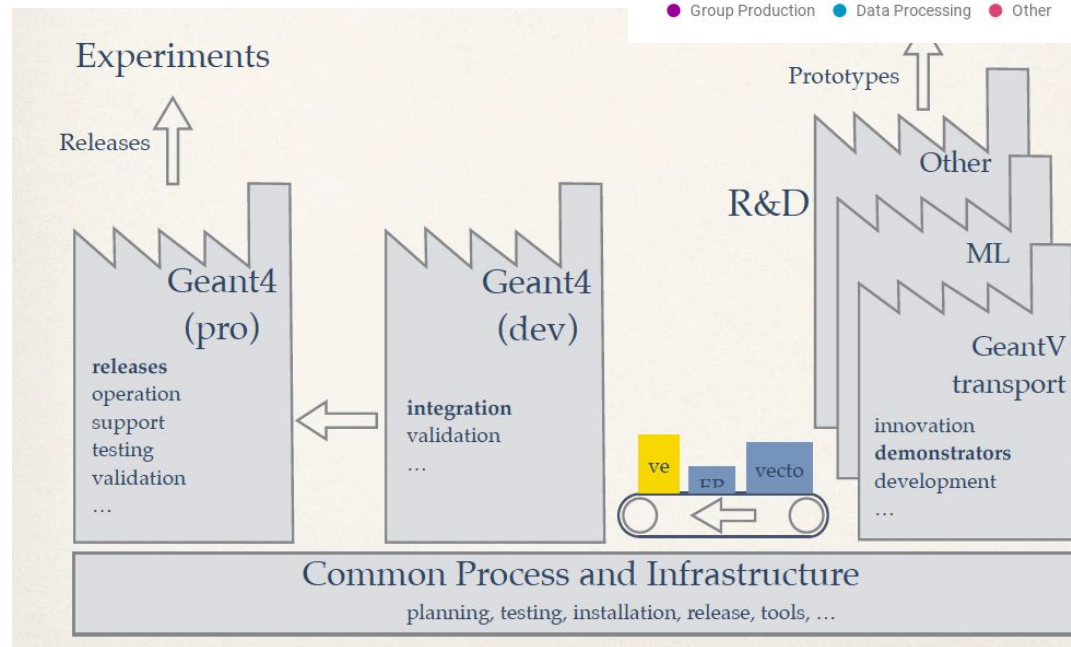 Group Production Data Processing Other
Experiments
Releases
Prototypes
R&D
Other
ML
GeantV
transport
innovation
demonstrators
development
…
Geant4
(pro)
releases
operation
support
testing
validation
…
Geant4
(dev)
integration
validation
…
ve
vecto
Common Process and Infrastructure
planning, testing, installation, release, tools, …